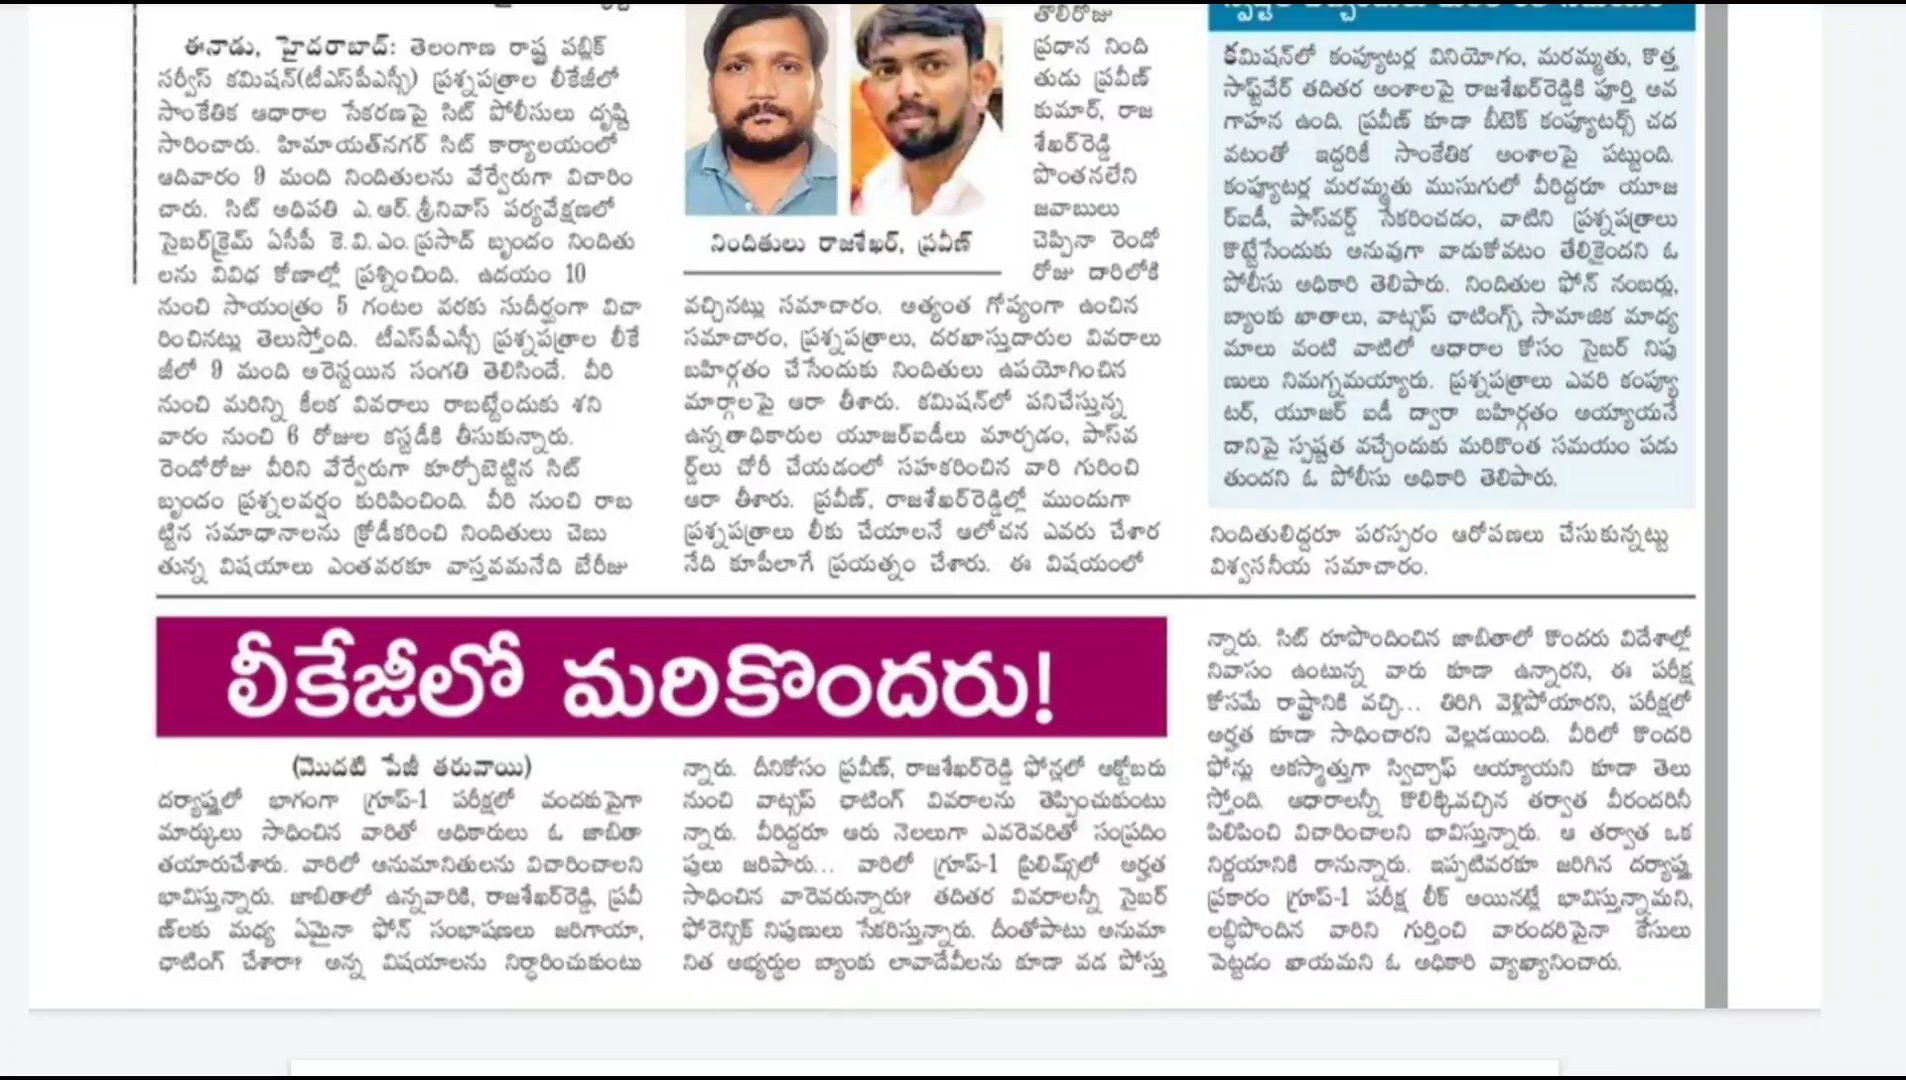 ఈనాడు, హైదరాబాద్: తెలంగాణ రాష్ట్ర పబ్లిక్
సర్వీస్ కమిషన్(టీఎస్‌పీఎస్సీ) ప్రశ్నపత్రాల లీకేజీలో
సాంకేతిక ఆధారాల సేకరణపై సిట్ పోలీసులు దృష్టి
సారించారు. హిమాయత్‌నగర్ సిట్ కార్యాలయంలో
ఆదివారం 9 మంది నిందితులను వేర్వేరుగా విచారిం
చారు. సిట్ అధిపతి ఎ.ఆర్.శ్రీనివాస్ పర్యవేక్షణలో
సైబర్‌క్రైమ్ ఏసీపీ కె.వి.ఎం.ప్రసాద్ బృందం నిందితు
లను వివిధ కోణాల్లో ప్రశ్నించింది. ఉదయం 10
నుంచి సాయంత్రం 5 గంటల వరకు సుదీర్ఘంగా విచా
రించినట్లు తెలుస్తోంది. టీఎస్‌పీఎస్సీ ప్రశ్నపత్రాల లీకే
జీలో 9 మంది అరెస్టయిన సంగతి తెలిసిందే. వీరి
నుంచి మరిన్ని కీలక వివరాలు రాబట్టేందుకు శని
వారం నుంచి 6 రోజుల కస్టడీకి తీసుకున్నారు.
రెండోరోజు వీరిని వేర్వేరుగా కూర్చోబెట్టిన సిట్
బృందం ప్రశ్నలవర్షం కురిపించింది. వీరి నుంచి రాబ
ట్టిన సమాధానాలను క్రోడీకరించి నిందితులు చెబు
తున్న విషయాలు ఎంతవరకూ వాస్తవమనేది బేరీజు
నిందితులు రాజశేఖర్, ప్రవీణ్
తొలిరోజు
ప్రధాన నింది
తుడు ప్రవీణ్
కుమార్, రాజ
శేఖర్‌రెడ్డి
పొంతనలేని
జవాబులు
చెప్పినా రెండో
రోజు దారిలోకి
వచ్చినట్లు సమాచారం. అత్యంత గోప్యంగా ఉంచిన
సమాచారం, ప్రశ్నపత్రాలు, దరఖాస్తుదారుల వివరాలు
బహిర్గతం చేసేందుకు నిందితులు ఉపయోగించిన
మార్గాలపై ఆరా తీశారు. కమిషన్‌లో పనిచేస్తున్న
ఉన్నతాధికారుల యూజర్‌ఐడీలు మార్చడం, పాస్‌వ
ర్డ్‌లు చోరీ చేయడంలో సహకరించిన వారి గురించి
ఆరా తీశారు. ప్రవీణ్, రాజశేఖర్‌రెడ్డిల్లో ముందుగా
ప్రశ్నపత్రాలు లీకు చేయాలనే ఆలోచన ఎవరు చేశార
నేది కూపీలాగే ప్రయత్నం చేశారు. ఈ విషయంలో
కమిషన్‌లో కంప్యూటర్ల వినియోగం, మరమ్మతు, కొత్త
సాఫ్ట్‌వేర్ తదితర అంశాలపై రాజశేఖర్‌రెడ్డికి పూర్తి అవ
గాహన ఉంది. ప్రవీణ్ కూడా బీటెక్ కంప్యూటర్స్ చద
వటంతో ఇద్దరికీ సాంకేతిక అంశాలపై పట్టుంది.
కంప్యూటర్ల మరమ్మతు ముసుగులో వీరిద్దరూ యూజ
ర్‌ఐడీ, పాస్‌వర్డ్ సేకరించడం, వాటిని ప్రశ్నపత్రాలు
కొట్టేసేందుకు అనువుగా వాడుకోవటం తేలికైందని ఓ
పోలీసు అధికారి తెలిపారు. నిందితుల ఫోన్ నంబర్లు,
బ్యాంకు ఖాతాలు, వాట్సప్ ఛాటింగ్స్, సామాజిక మాధ్య
మాలు వంటి వాటిలో ఆధారాల కోసం సైబర్ నిపు
ణులు నిమగ్నమయ్యారు. ప్రశ్నపత్రాలు ఎవరి కంప్యూ
టర్, యూజర్ ఐడీ ద్వారా బహిర్గతం అయ్యాయనే
దానిపై స్పష్టత వచ్చేందుకు మరికొంత సమయం పడు
తుందని ఓ పోలీసు అధికారి తెలిపారు.
నిందితులిద్దరూ పరస్పరం ఆరోపణలు చేసుకున్నట్టు
విశ్వసనీయ సమాచారం.
లీకేజీలో మరికొందరు!
(మొదటి పేజీ తరువాయి)
దర్యాప్తులో భాగంగా గ్రూప్-1 పరీక్షలో వందకుపైగా
మార్కులు సాధించిన వారితో అధికారులు ఓ జాబితా
తయారుచేశారు. వారిలో అనుమానితులను విచారించాలని
భావిస్తున్నారు. జాబితాలో ఉన్నవారికి, రాజశేఖర్‌రెడ్డి, ప్రవీ
ణ్‌లకు మధ్య ఏమైనా ఫోన్ సంభాషణలు జరిగాయా,
ఛాటింగ్ చేశారా? అన్న విషయాలను నిర్ధారించుకుంటు
న్నారు. దీనికోసం ప్రవీణ్, రాజశేఖర్‌రెడ్డి ఫోన్లలో అక్టోబరు
నుంచి వాట్సప్ ఛాటింగ్ వివరాలను తెప్పించుకుంటు
న్నారు. వీరిద్దరూ ఆరు నెలలుగా ఎవరెవరితో సంప్రదిం
పులు జరిపారు... వారిలో గ్రూప్-1 ప్రిలిమ్స్‌లో అర్హత
సాధించిన వారెవరున్నారు? తదితర వివరాలన్నీ సైబర్
ఫోరెన్సిక్ నిపుణులు సేకరిస్తున్నారు. దీంతోపాటు అనుమా
నిత అభ్యర్థుల బ్యాంకు లావాదేవీలను కూడా వడ పోస్తు
న్నారు. సిట్ రూపొందించిన జాబితాలో కొందరు విదేశాల్లో
నివాసం ఉంటున్న వారు కూడా ఉన్నారని, ఈ పరీక్ష
కోసమే రాష్ట్రానికి వచ్చి... తిరిగి వెళ్లిపోయారని, పరీక్షలో
అర్హత కూడా సాధించారని వెల్లడయింది. వీరిలో కొందరి
ఫోన్లు అకస్మాత్తుగా స్విచ్ఛాఫ్ అయ్యాయని కూడా తెలు
స్తోంది. ఆధారాలన్నీ కొలిక్కివచ్చిన తర్వాత వీరందరినీ
పిలిపించి విచారించాలని భావిస్తున్నారు. ఆ తర్వాత ఒక
నిర్ణయానికి రానున్నారు. ఇప్పటివరకూ జరిగిన దర్యాప్తు
ప్రకారం గ్రూప్-1 పరీక్ష లీక్ అయినట్లే భావిస్తున్నామని,
లబ్ధిపొందిన వారిని గుర్తించి వారందరిపైనా కేసులు
పెట్టడం ఖాయమని ఓ అధికారి వ్యాఖ్యానించారు.